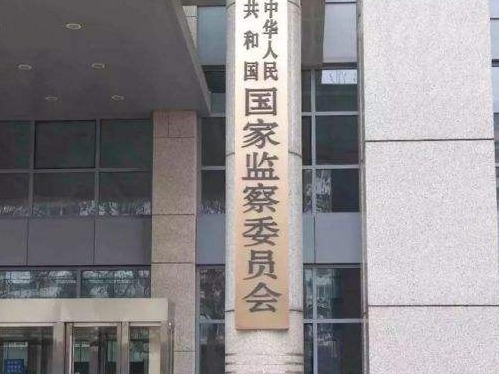 中华人民
共和国
国家监察委员会